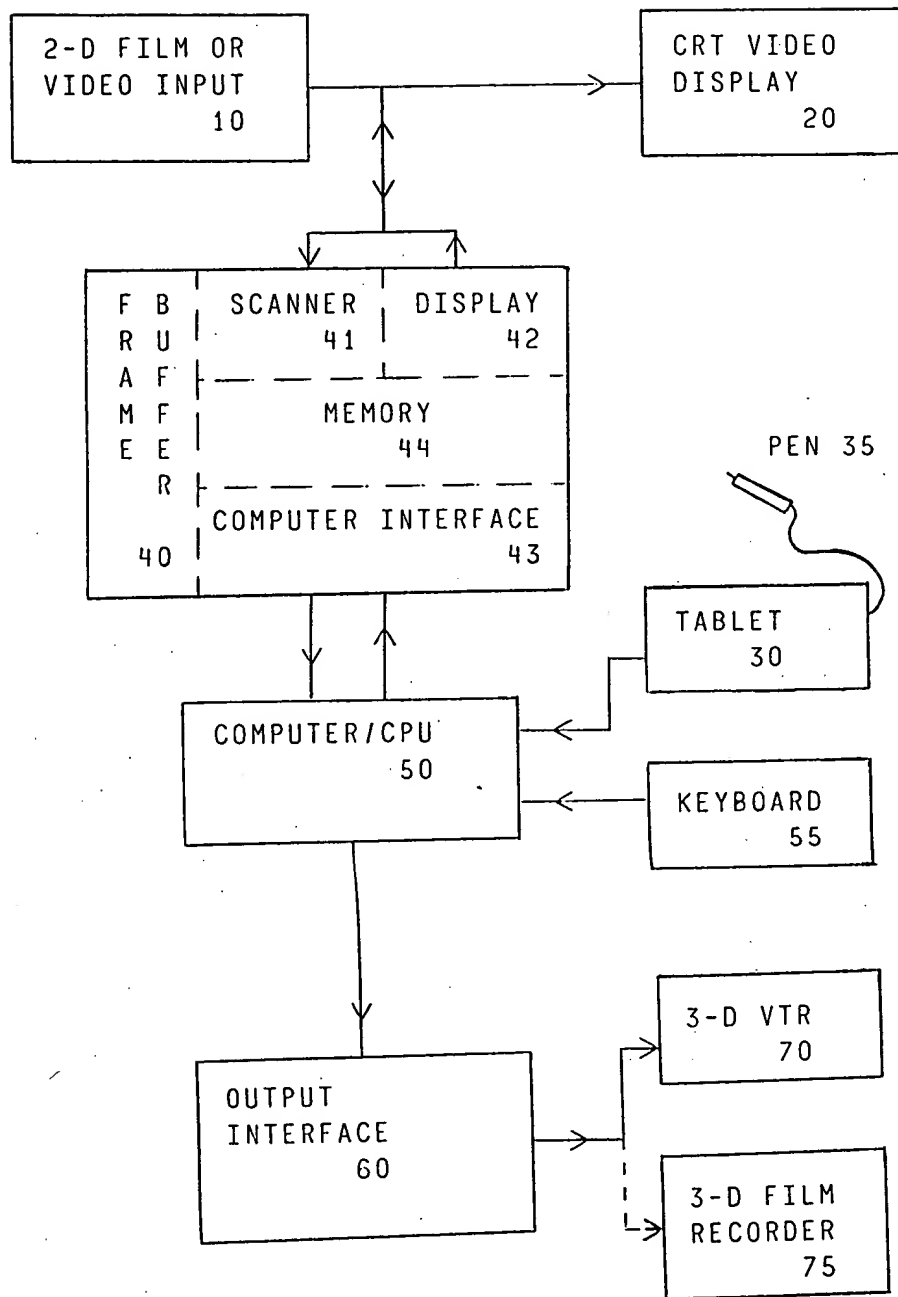 2-D FILM OR
VIDEO INPUT
10
CRT VIDEO
DISPLAY
20
FRAME
BUFFER
40
SCANNER
41
DISPLAY
42
MEMORY
44
COMPUTER INTERFACE
43
PEN 35
TABLET
30
COMPUTER/CPU
50
KEYBOARD
55
OUTPUT
INTERFACE
60
3-D VTR
70
3-D FILM
RECORDER
75